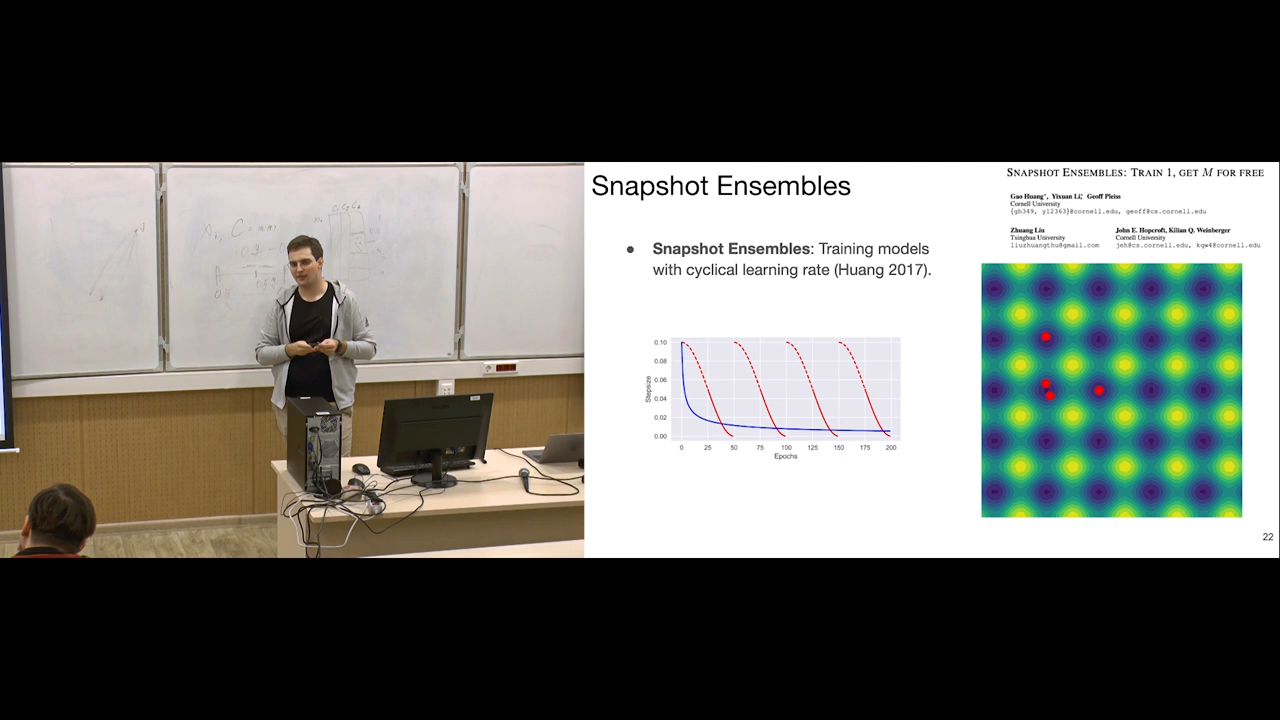 Snapshot Ensembles
SNAPSHOT ENSEMBLES: TRAIN 1, GET M FOR FREE
Gao Huang*, Yixuan Li*, Geoff Pleiss
Cornell University
{gh349, yl2363}@cornell.edu, geoff@cs.cornell.edu
Zhuang Liu
Tsinghua University
liuzhuangthu@gmail.com
John E. Hopcroft, Kilian Q. Weinberger
Cornell University
jeh@cs.cornell.edu, kqw4@cornell.edu
● Snapshot Ensembles: Training models
with cyclical learning rate (Huang 2017).
Stepsize
0.10
0.08
0.06
0.04
0.02
0.00
0 25 50 75 100 125 150 175 200
Epochs
22